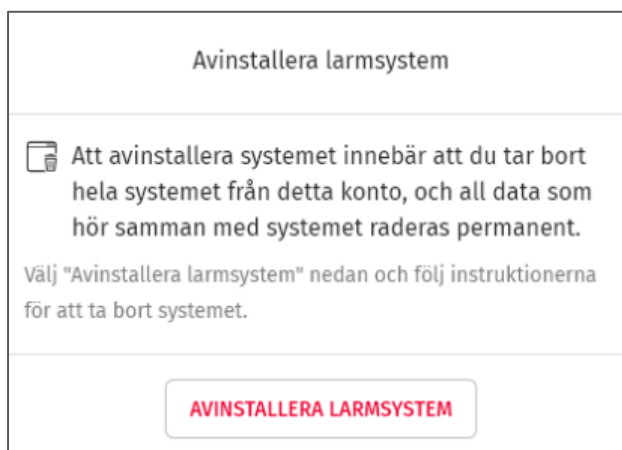 Avinstallera larmsystem
Att avinstallera systemet innebär att du tar bort
hela systemet från detta konto, och all data som
hör samman med systemet raderas permanent.
Välj "Avinstallera larmsystem" nedan och följ instruktionerna
för att ta bort systemet.
AVINSTALLERA LARMSYSTEM